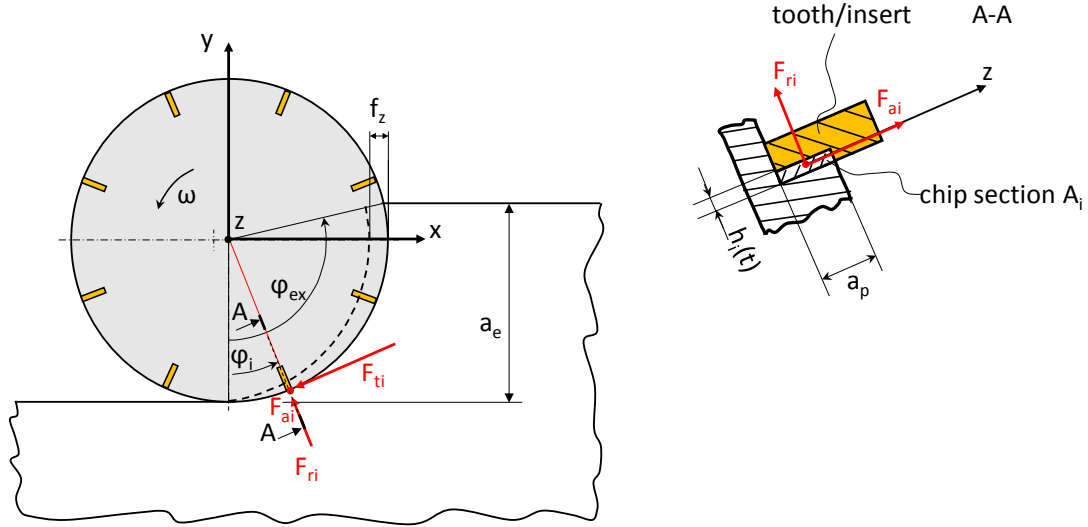 tooth/insert
A-A
y
F_ri
z
f_z
F_ai
ω
z
x
chip section A_i
h_i(t)
φ_ex
a_p
A
a_e
φ_i
F_ti
F_ai
A
F_ri